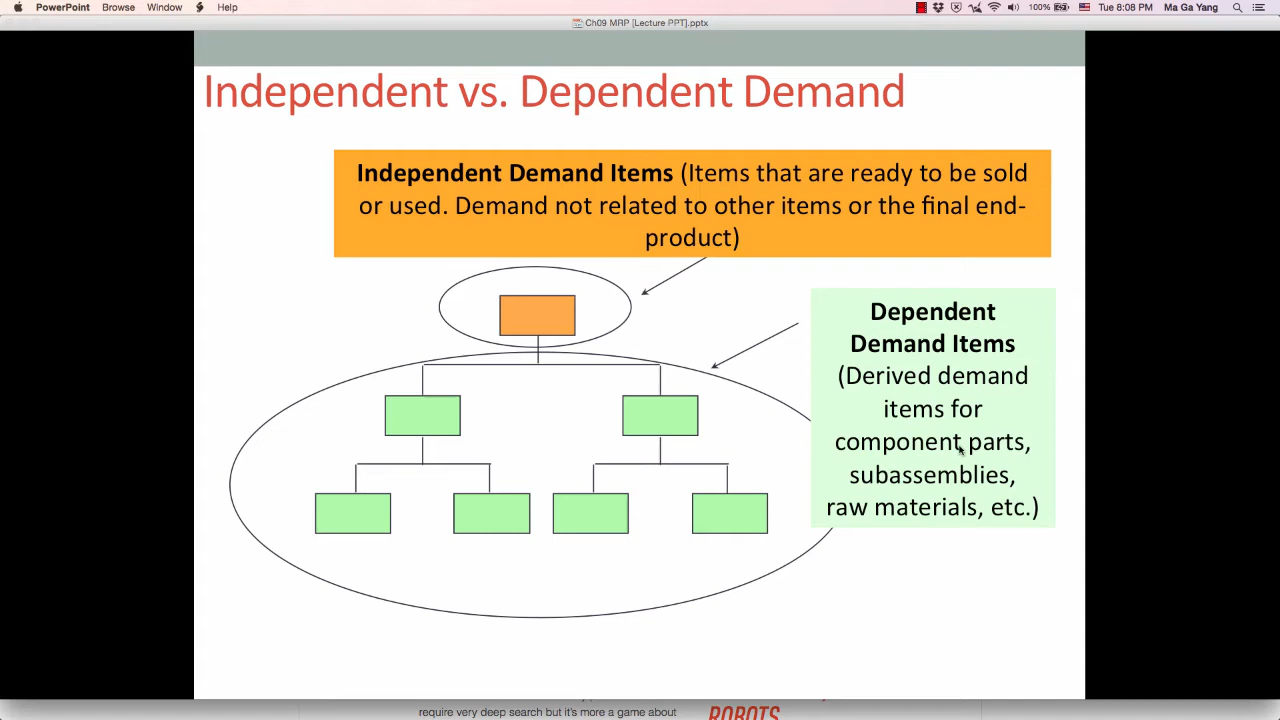 PowerPoint Browse Window Help 100% Tue 8:08 PM Ma Ga Yang
Ch09 MRP [Lecture PPT].pptx
Independent vs. Dependent Demand
Independent Demand Items (Items that are ready to be sold
or used. Demand not related to other items or the final end-
product)
Dependent
Demand Items
(Derived demand
items for
component parts,
subassemblies,
raw materials, etc.)
require very deep search but it's more a game about
ROBOTS